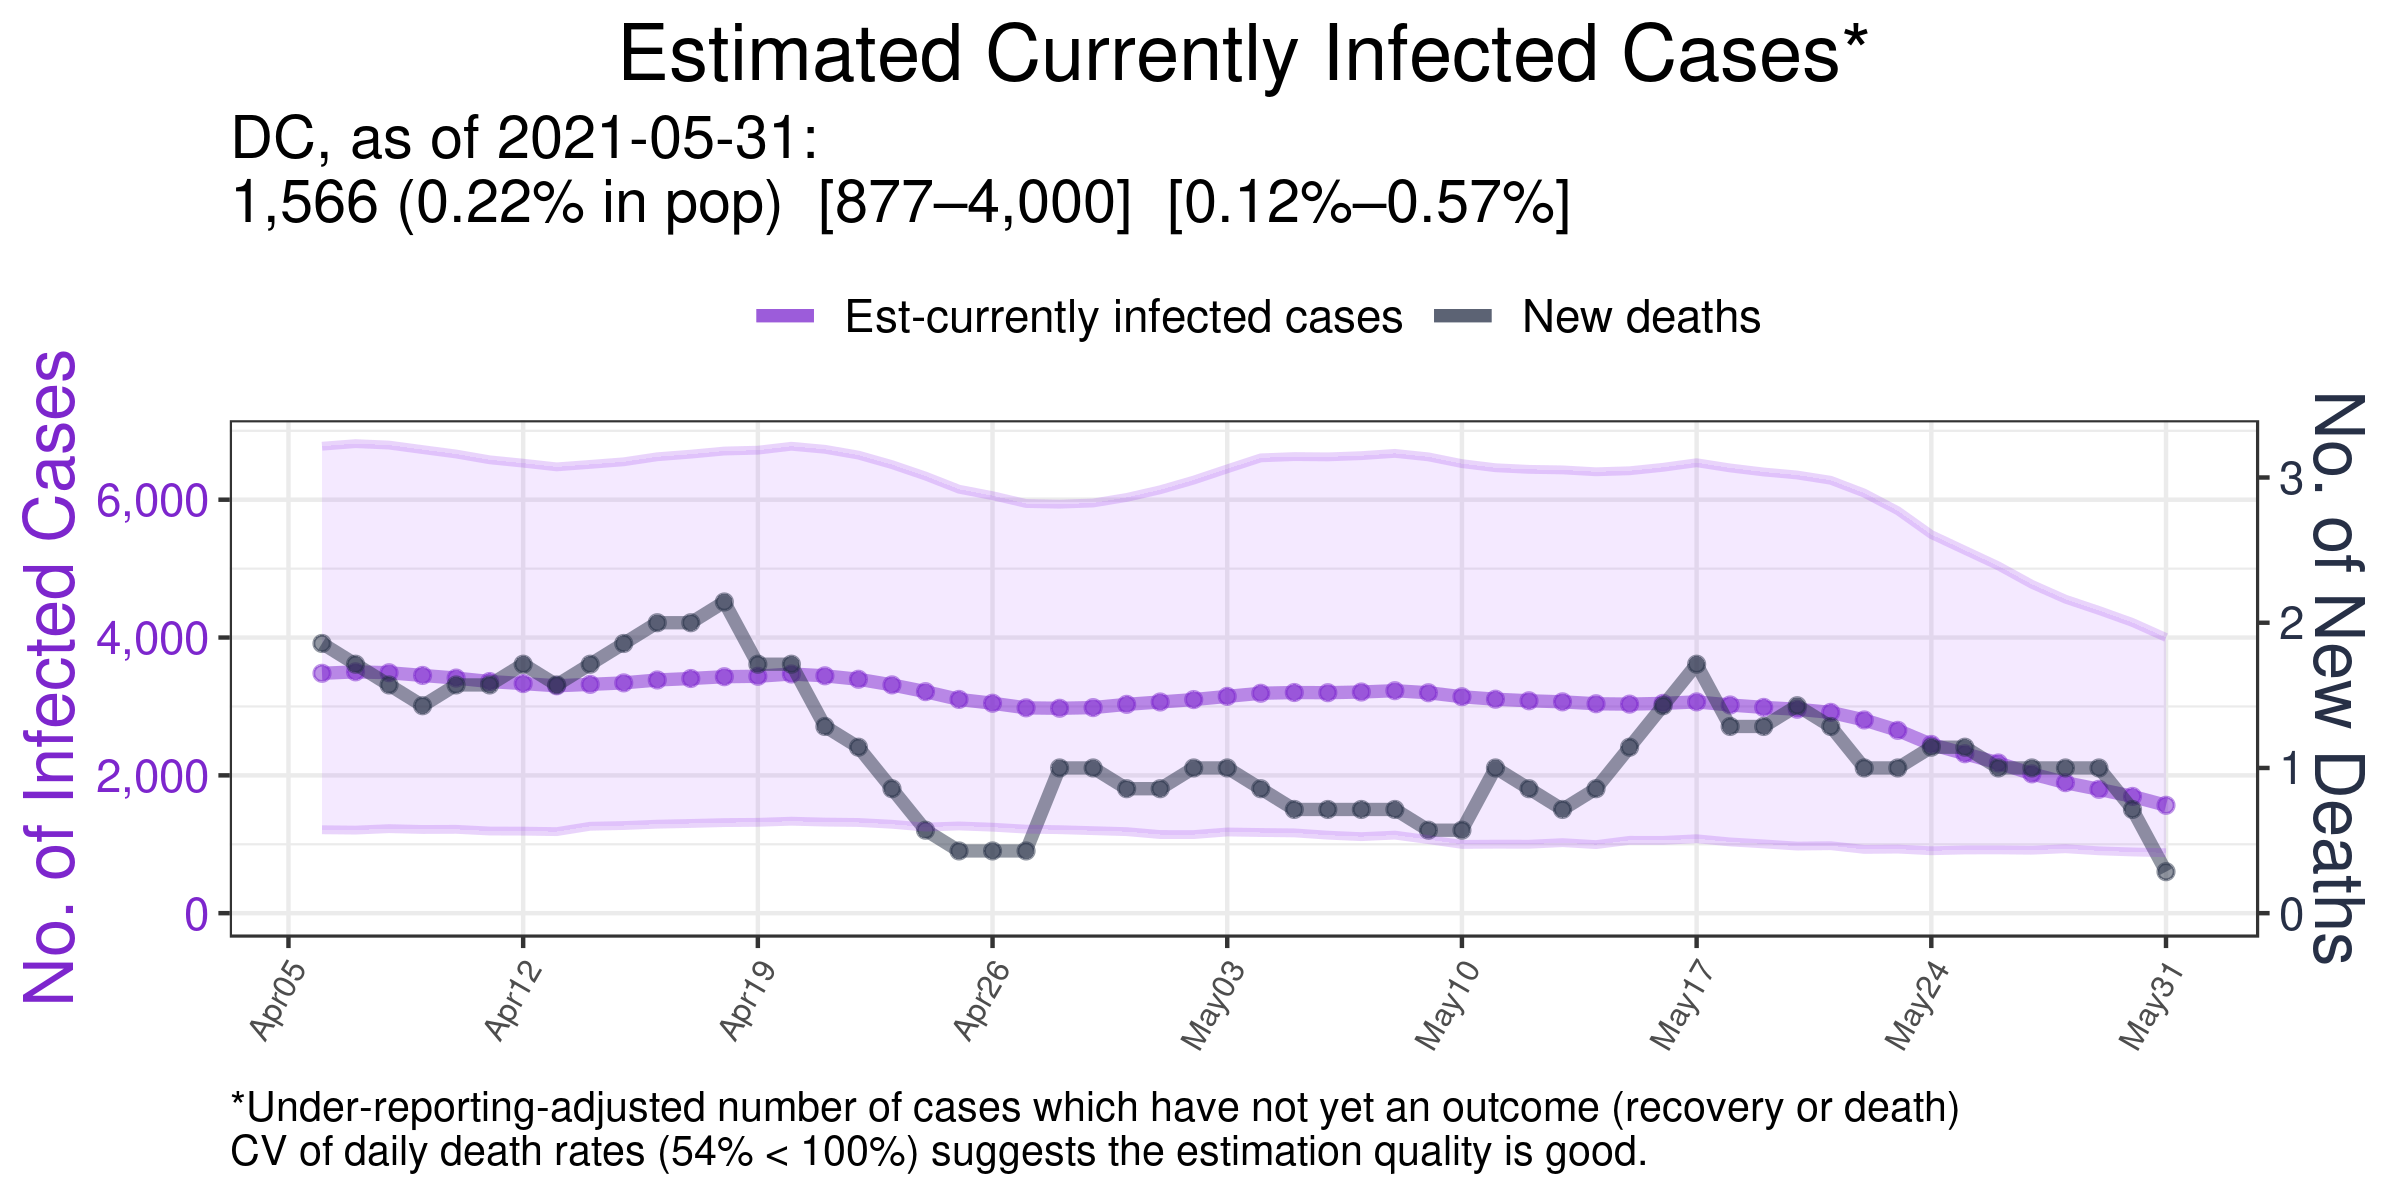 Estimated Currently Infected Cases*
DC, as of 2021-05-31:
1,566 (0.22% in pop)  [877–4,000]  [0.12%–0.57%]
Est-currently infected cases
New deaths
No. of Infected Cases
6,000
4,000
2,000
0
3
2
1
0
No. of New Deaths
Apr05
Apr12
Apr19
Apr26
May03
May10
May17
May24
May31
*Under-reporting-adjusted number of cases which have not yet an outcome (recovery or death)
CV of daily death rates (54% < 100%) suggests the estimation quality is good.